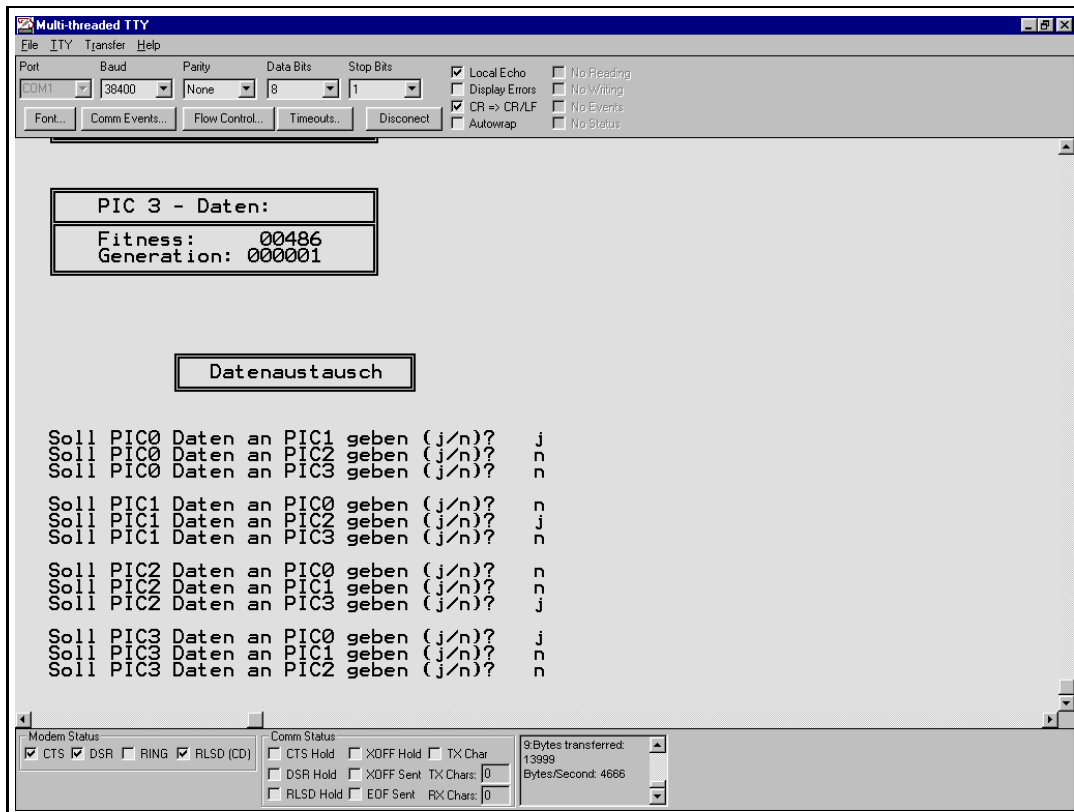 Multi-threaded TTY
File TTY Transfer Help
Port Baud Parity Data Bits Stop Bits
COM1 38400 None 8 1
Font... Comm Events... Flow Control... Timeouts.. Disconect
Local Echo No Reading
Display Errors No Writing
CR => CR/LF No Events
Autowrap No Status
PIC 3 - Daten:
Fitness: 00486
Generation: 000001
Datenaustausch
Soll PIC0 Daten an PIC1 geben (j/n)? j
Soll PIC0 Daten an PIC2 geben (j/n)? n
Soll PIC0 Daten an PIC3 geben (j/n)? n
Soll PIC1 Daten an PIC0 geben (j/n)? n
Soll PIC1 Daten an PIC2 geben (j/n)? j
Soll PIC1 Daten an PIC3 geben (j/n)? n
Soll PIC2 Daten an PIC0 geben (j/n)? n
Soll PIC2 Daten an PIC1 geben (j/n)? n
Soll PIC2 Daten an PIC3 geben (j/n)? j
Soll PIC3 Daten an PIC0 geben (j/n)? j
Soll PIC3 Daten an PIC1 geben (j/n)? n
Soll PIC3 Daten an PIC2 geben (j/n)? n
Modem Status
CTS DSR RING RLSD (CD)
Comm Status
CTS Hold XOFF Hold TX Char
DSR Hold XOFF Sent TX Chars: 0
RLSD Hold EOF Sent RX Chars: 0
9:Bytes transferred:
13999
Bytes/Second: 4666